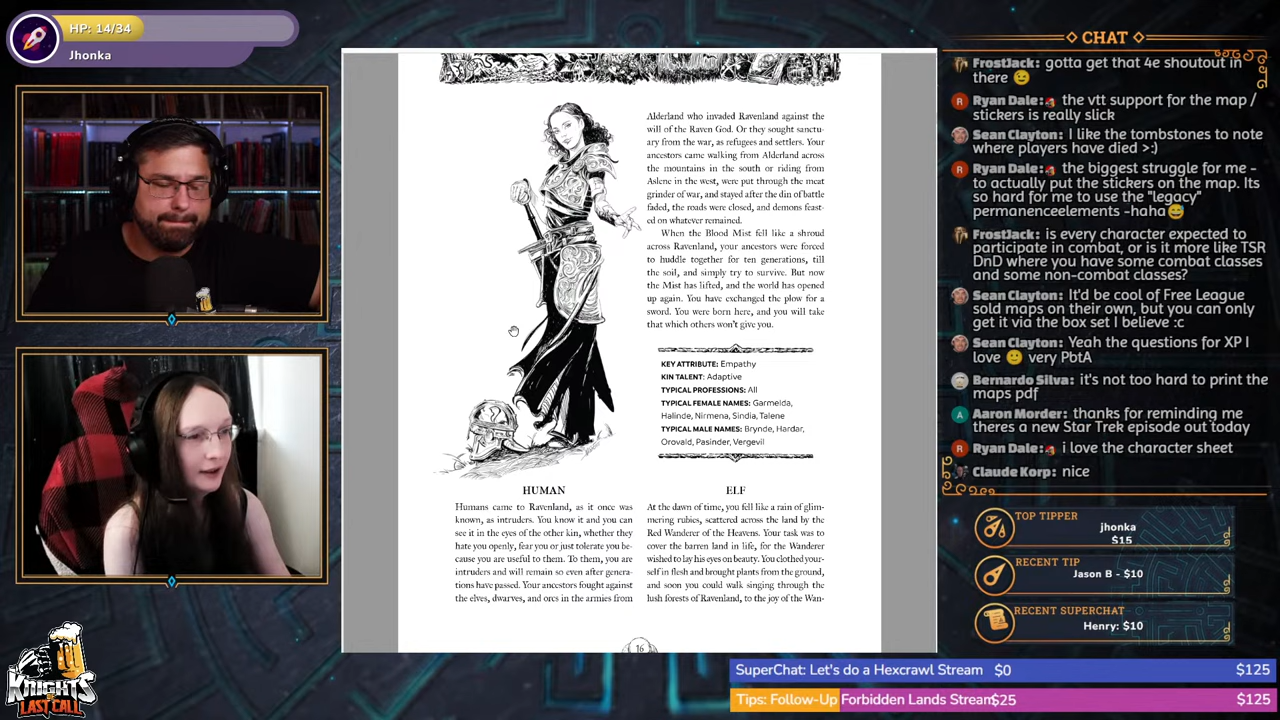 HP: 14/34
Jhonka
Alderland who invaded Ravenland against the
will of the Raven God. Or they sought sanctu-
ary from the war, as refugees and settlers. Your
ancestors came walking from Alderland across
the mountains in the south or riding from
Aslene in the west, were put through the meat
grinder of war, and stayed after the din of battle
faded, the roads were closed, and demons feast-
ed on whatever remained.
When the Blood Mist fell like a shroud
across Ravenland, your ancestors were forced
to huddle together for ten generations, till
the soil, and simply try to survive. But now
the Mist has lifted, and the world has opened
up again. You have exchanged the plow for a
sword. You were born here, and you will take
that which others won't give you.
KEY ATTRIBUTE: Empathy
KIN TALENT: Adaptive
TYPICAL PROFESSIONS: All
TYPICAL FEMALE NAMES: Garmelda,
Halinde, Nirmena, Sindia, Talene
TYPICAL MALE NAMES: Brynde, Hardar,
Orovald, Pasinder, Vergevil
HUMAN
Humans came to Ravenland, as it once was
known, as intruders. You know it and you can
see it in the eyes of the other kin, whether they
hate you openly, fear you or just tolerate you be-
cause you are useful to them. To them, you are
intruders and will remain so even after genera-
tions have passed. Your ancestors fought against
the elves, dwarves, and orcs in the armies from
ELF
At the dawn of time, you fell like a rain of glim-
mering rubies, scattered across the land by the
Red Wanderer of the Heavens. Your task was to
cover the barren land in life, for the Wanderer
wished to lay his eyes on beauty. You clothed your-
self in flesh and brought plants from the ground,
and soon you could walk singing through the
lush forests of Ravenland, to the joy of the Wan-
16
CHAT
FrostJack: gotta get that 4e shoutout in
there 😉
Ryan Dale: the vtt support for the map /
stickers is really slick
Sean Clayton: I like the tombstones to note
where players have died >:)
Ryan Dale: the biggest struggle for me -
to actually put the stickers on the map. Its
so hard for me to use the "legacy"
permanenceelements -haha😅
FrostJack: is every character expected to
participate in combat, or is it more like TSR
DnD where you have some combat classes
and some non-combat classes?
Sean Clayton: It'd be cool of Free League
sold maps on their own, but you can only
get it via the box set I believe :c
Sean Clayton: Yeah the questions for XP I
love 🙂 very PbtA
Bernardo Silva: it's not too hard to print the
maps pdf
Aaron Morder: thanks for reminding me
theres a new Star Trek episode out today
Ryan Dale: i love the character sheet
Claude Korp: nice
TOP TIPPER
jhonka
$15
RECENT TIP
Jason B - $10
RECENT SUPERCHAT
Henry: $10
KNIGHTS
OF
LAST CALL
SuperChat: Let's do a Hexcrawl Stream $0 $125
Tips: Follow-Up Forbidden Lands Stream $25 $125